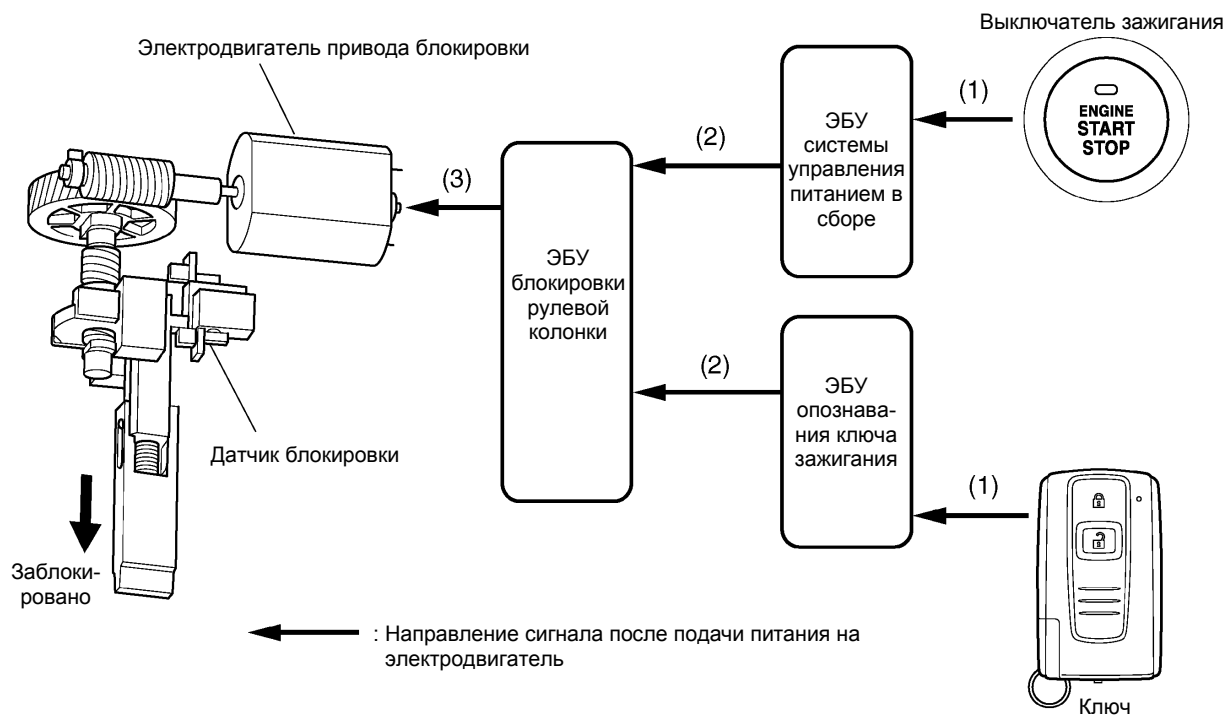 Выключатель зажигания
Электродвигатель привода блокировки
(1)
ENGINE
START
STOP
ЭБУ
системы
управления
питанием в
сборе
(2)
(3)
ЭБУ
блокировки
рулевой
колонки
(2)
ЭБУ
опознава-
ния ключа
зажигания
Датчик блокировки
(1)
Заблоки-
ровано
: Направление сигнала после подачи питания на
электродвигатель
Ключ